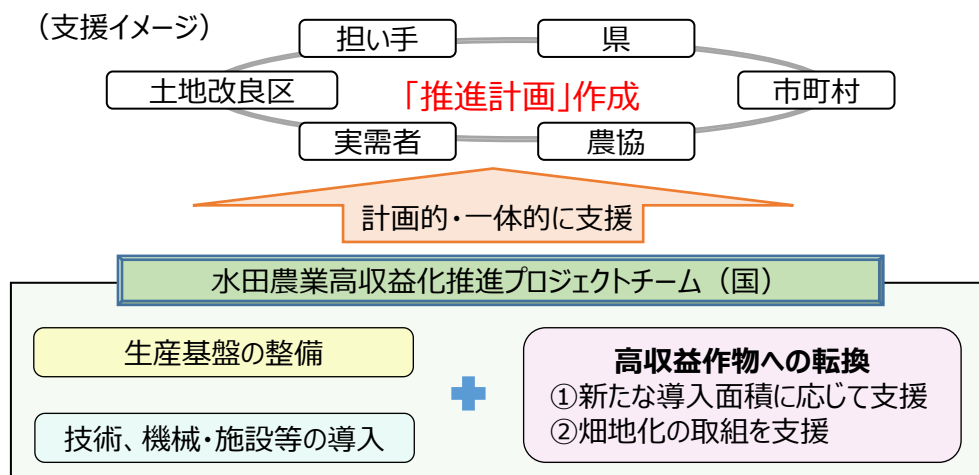 （支援イメージ）
担い手
県
土地改良区
「推進計画」作成
市町村
実需者
農協
計画的・一体的に支援
水田農業高収益化推進プロジェクトチーム（国）
生産基盤の整備
技術、機械・施設等の導入
高収益作物への転換
①新たな導入面積に応じて支援
②畑地化の取組を支援